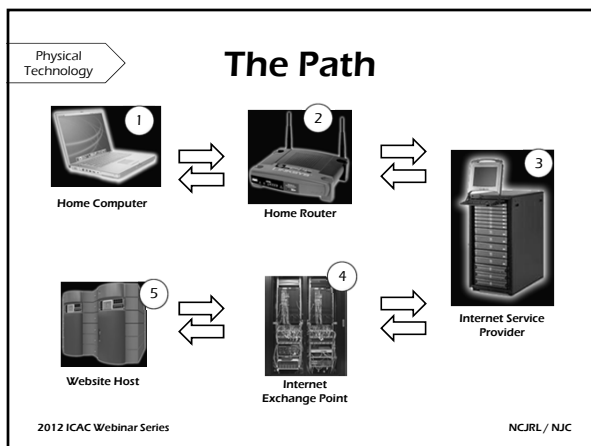 Physical
Technology
The Path
1
2
3
Home Computer
Home Router
Internet Service
Provider
5
4
Website Host
Internet
Exchange Point
2012 ICAC Webinar Series
NCJRL / NJC